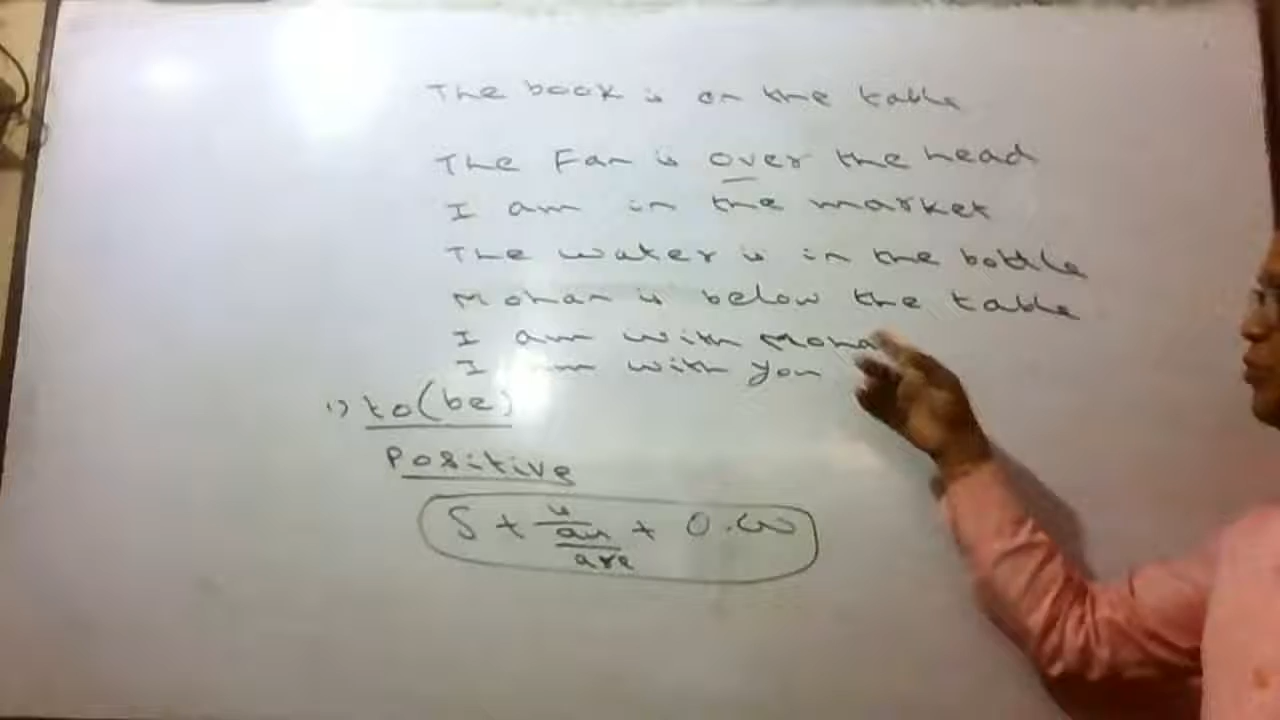 The book is on the table
The Fan is over the head
I am in the market
The water is in the bottle
Mohan is below the table
I am with Moha
I am with you
1) to(be)
Positive
S + is + O.W
am
are